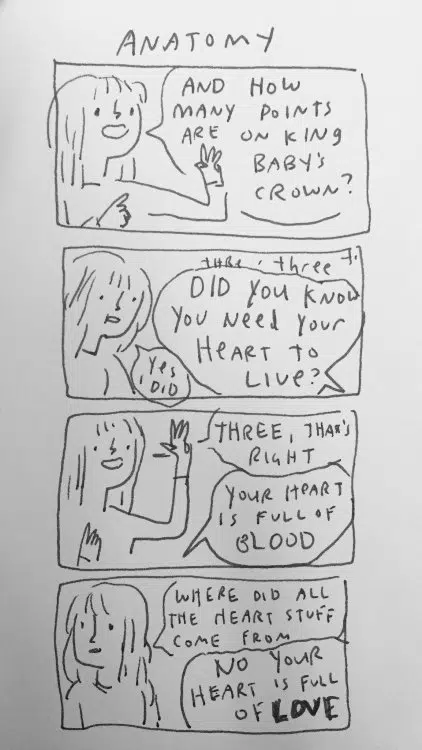 ANATOMY
AND HOW
MANY POINTS
ARE ON KING
BABY'S
CROWN?
three
DID YOU KNOW
YOU NEED YOUR
HEART TO
LIVE?
YES
I DID
THREE, THAT'S
RIGHT
YOUR HEART
IS FULL OF
BLOOD
WHERE DID ALL
THE HEART STUFF
COME FROM
NO YOUR
HEART IS FULL
OF LOVE